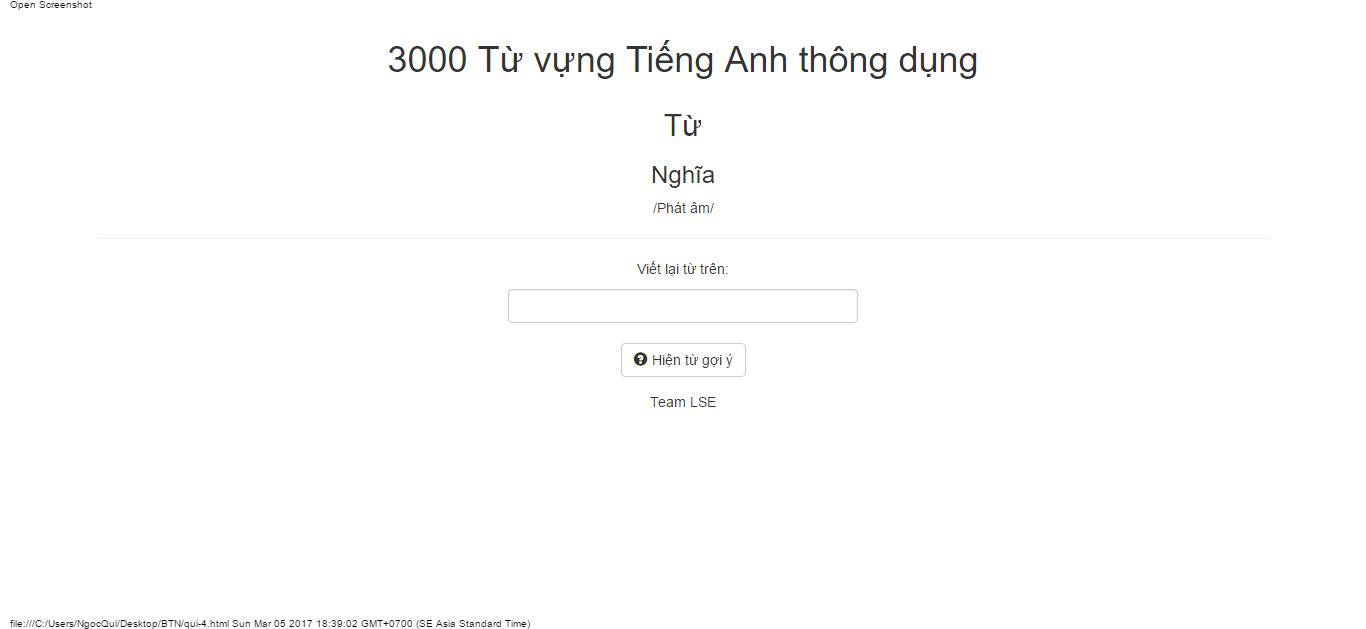 Open Screenshot
3000 Từ vựng Tiếng Anh thông dụng
Từ
Nghĩa
/Phát âm/
Viết lại từ trên:
Hiện từ gợi ý
Team LSE
file:///C:/Users/NgocQui/Desktop/BTN/qui-4.html Sun Mar 05 2017 18:39:02 GMT+0700 (SE Asia Standard Time)